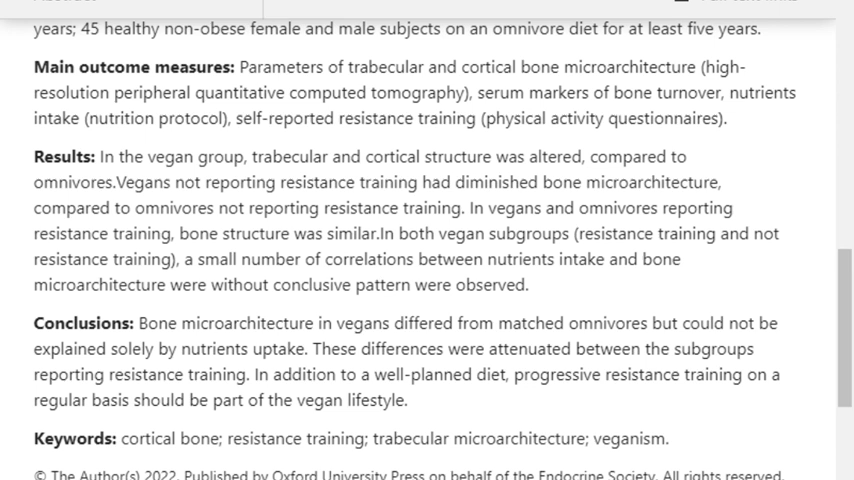 years; 45 healthy non-obese female and male subjects on an omnivore diet for at least five years.
Main outcome measures: Parameters of trabecular and cortical bone microarchitecture (high-
resolution peripheral quantitative computed tomography), serum markers of bone turnover, nutrients
intake (nutrition protocol), self-reported resistance training (physical activity questionnaires).
Results: In the vegan group, trabecular and cortical structure was altered, compared to
omnivores.Vegans not reporting resistance training had diminished bone microarchitecture,
compared to omnivores not reporting resistance training. In vegans and omnivores reporting
resistance training, bone structure was similar.In both vegan subgroups (resistance training and not
resistance training), a small number of correlations between nutrients intake and bone
microarchitecture were without conclusive pattern were observed.
Conclusions: Bone microarchitecture in vegans differed from matched omnivores but could not be
explained solely by nutrients uptake. These differences were attenuated between the subgroups
reporting resistance training. In addition to a well-planned diet, progressive resistance training on a
regular basis should be part of the vegan lifestyle.
Keywords: cortical bone; resistance training; trabecular microarchitecture; veganism.
© The Author(s) 2022. Published by Oxford University Press on behalf of the Endocrine Society. All rights reserved.